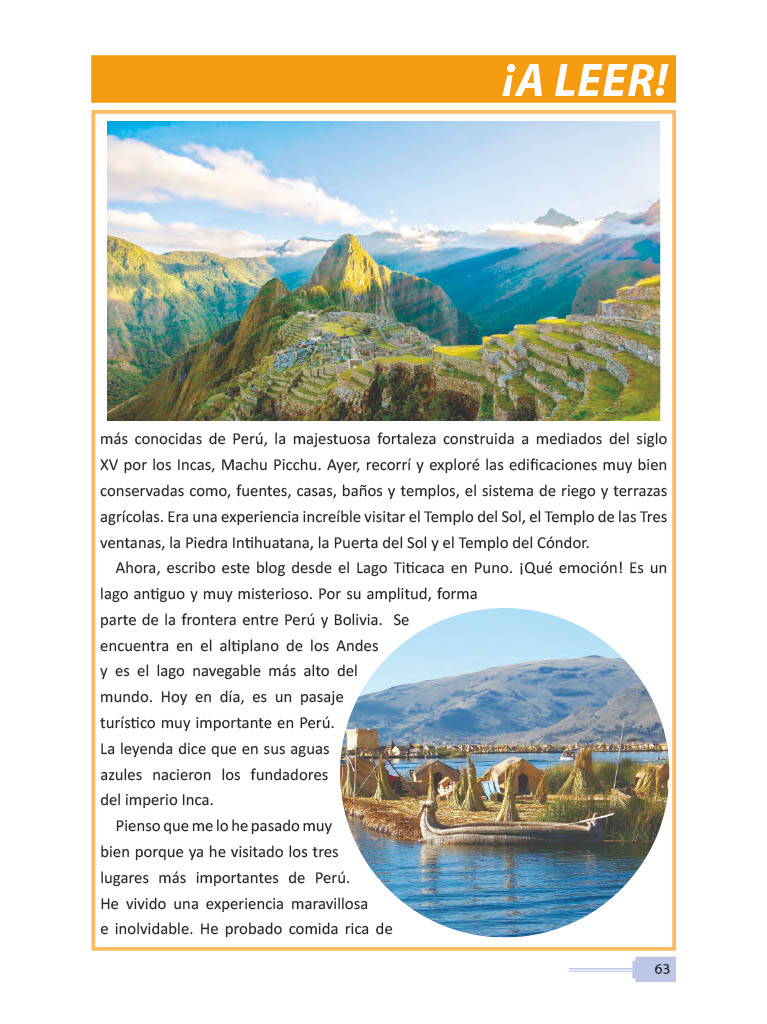 ¡A LEER!
más conocidas de Perú, la majestuosa fortaleza construida a mediados del siglo
XV por los Incas, Machu Picchu. Ayer, recorrí y exploré las edificaciones muy bien
conservadas como, fuentes, casas, baños y templos, el sistema de riego y terrazas
agrícolas. Era una experiencia increíble visitar el Templo del Sol, el Templo de las Tres
ventanas, la Piedra Intihuatana, la Puerta del Sol y el Templo del Cóndor.
Ahora, escribo este blog desde el Lago Titicaca en Puno. ¡Qué emoción! Es un
lago antiguo y muy misterioso. Por su amplitud, forma
parte de la frontera entre Perú y Bolivia. Se
encuentra en el altiplano de los Andes
y es el lago navegable más alto del
mundo. Hoy en día, es un pasaje
turístico muy importante en Perú.
La leyenda dice que en sus aguas
azules nacieron los fundadores
del imperio Inca.
Pienso que me lo he pasado muy
bien porque ya he visitado los tres
lugares más importantes de Perú.
He vivido una experiencia maravillosa
e inolvidable. He probado comida rica de
63